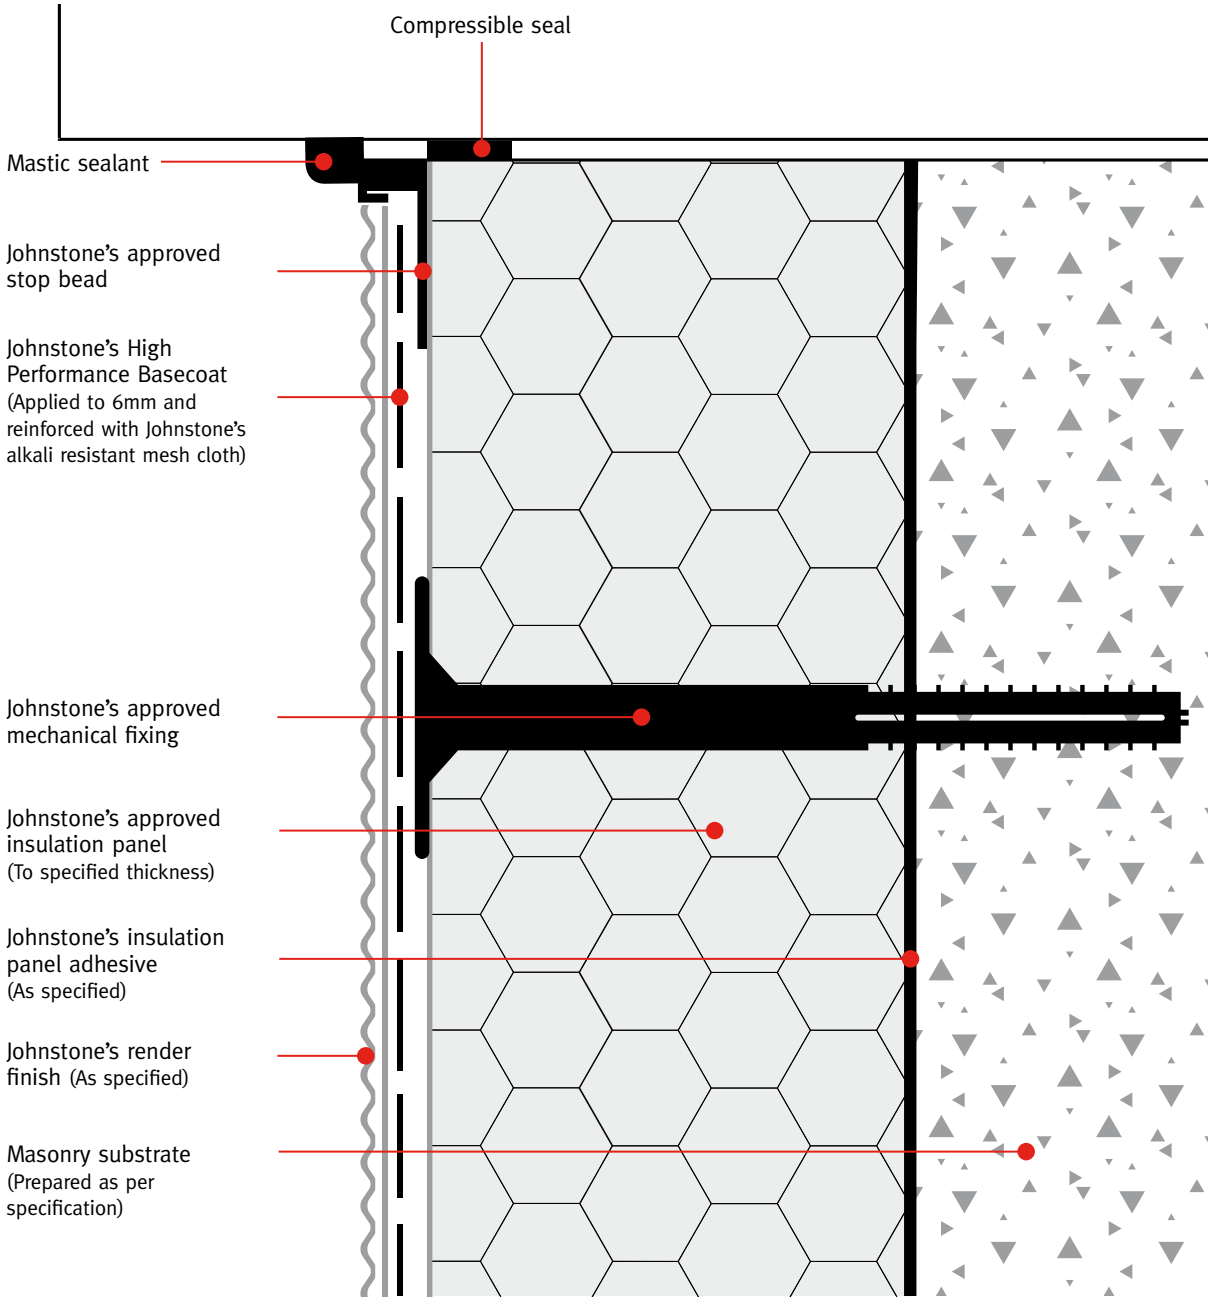 Compressible seal
Mastic sealant
Johnstone’s approved
stop bead
Johnstone’s High
Performance Basecoat
(Applied to 6mm and
reinforced with Johnstone’s
alkali resistant mesh cloth)
Johnstone’s approved
mechanical fixing
Johnstone’s approved
insulation panel
(To specified thickness)
Johnstone’s insulation
panel adhesive
(As specified)
Johnstone’s render
finish (As specified)
Masonry substrate
(Prepared as per
specification)